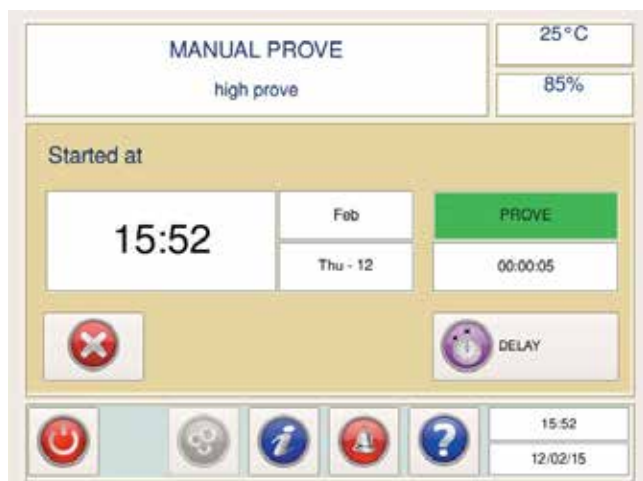 MANUAL PROVE
high prove
25°C
85%
Started at
15:52
Feb
Thu - 12
PROVE
00:00:05
DELAY
15:52
12/02/15